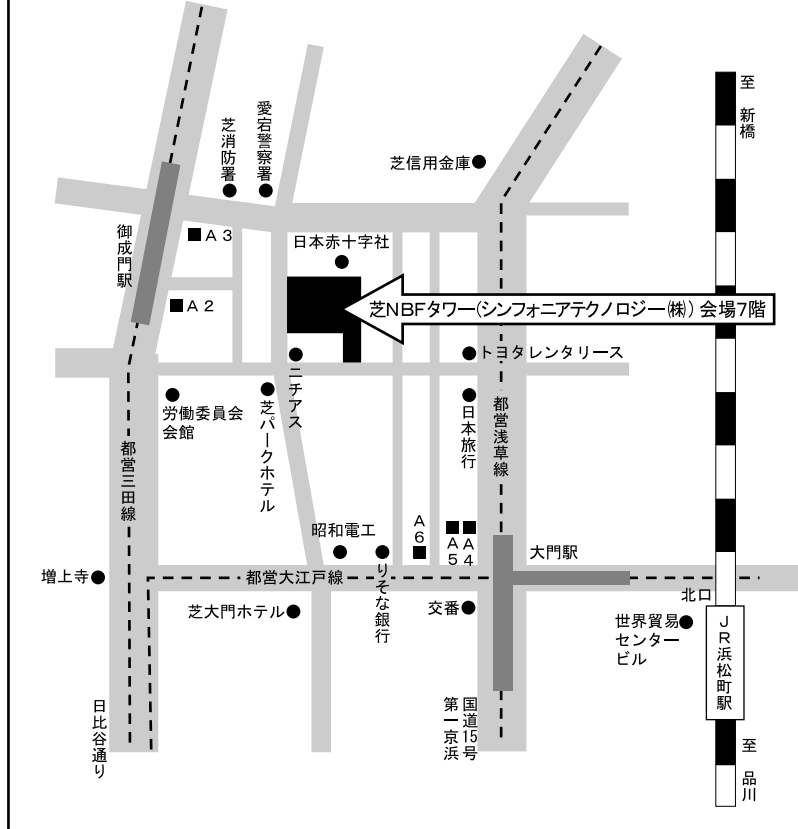 至 新橋
愛宕警察署
芝消防署
芝信用金庫
御成門駅
A3
日本赤十字社
A2
芝NBFタワー(シンフォニアテクノロジー㈱) 会場7階
トヨタレンタリース
ニチアス
労働委員会
会館
芝パークホテル
日本旅行
都営浅草線
都営三田線
昭和電工
A6
A5
A4
大門駅
増上寺
都営大江戸線
りそな銀行
北口
芝大門ホテル
交番
世界貿易
センター
ビル
JR浜松町駅
日比谷通り
国道15号
第一京浜
至 品川